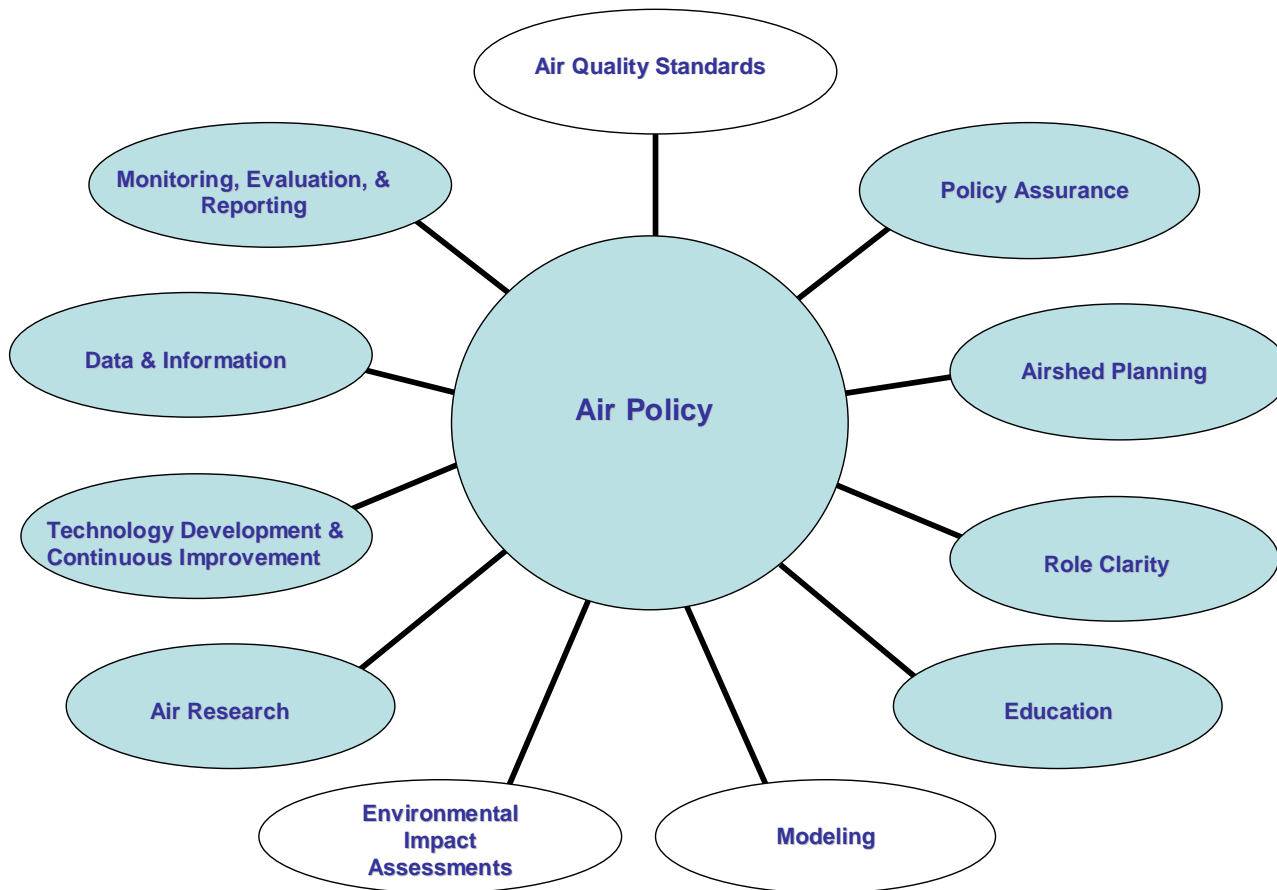 Air Quality Standards
Monitoring, Evaluation, &
Reporting
Policy Assurance
Data & Information
Airshed Planning
Air Policy
Technology Development &
Continuous Improvement
Role Clarity
Air Research
Education
Environmental
Impact
Assessments
Modeling